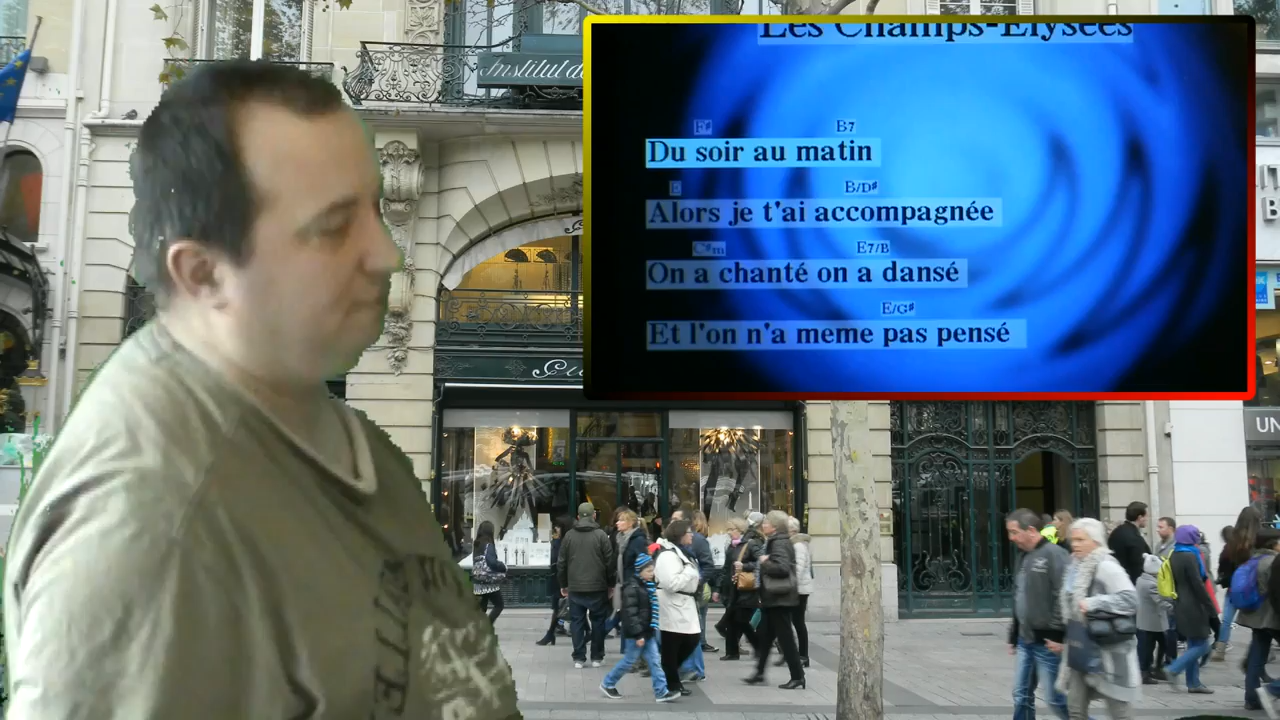 Les Champs-Elysées
F# B7
Du soir au matin
E B/D#
Alors je t'ai accompagnée
C#m E7/B
On a chanté on a dansé
E/G#
Et l'on n'a meme pas pensé
Institut d
UN